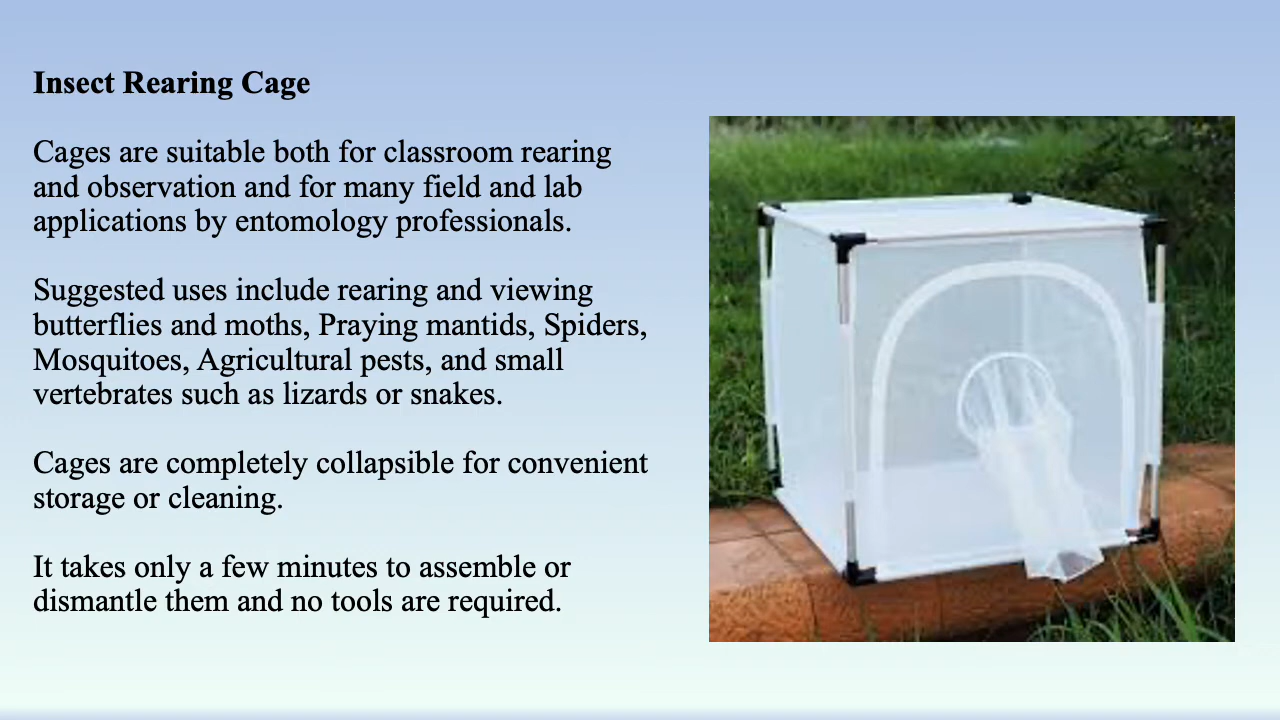 Insect Rearing Cage
Cages are suitable both for classroom rearing
and observation and for many field and lab
applications by entomology professionals.
Suggested uses include rearing and viewing
butterflies and moths, Praying mantids, Spiders,
Mosquitoes, Agricultural pests, and small
vertebrates such as lizards or snakes.
Cages are completely collapsible for convenient
storage or cleaning.
It takes only a few minutes to assemble or
dismantle them and no tools are required.